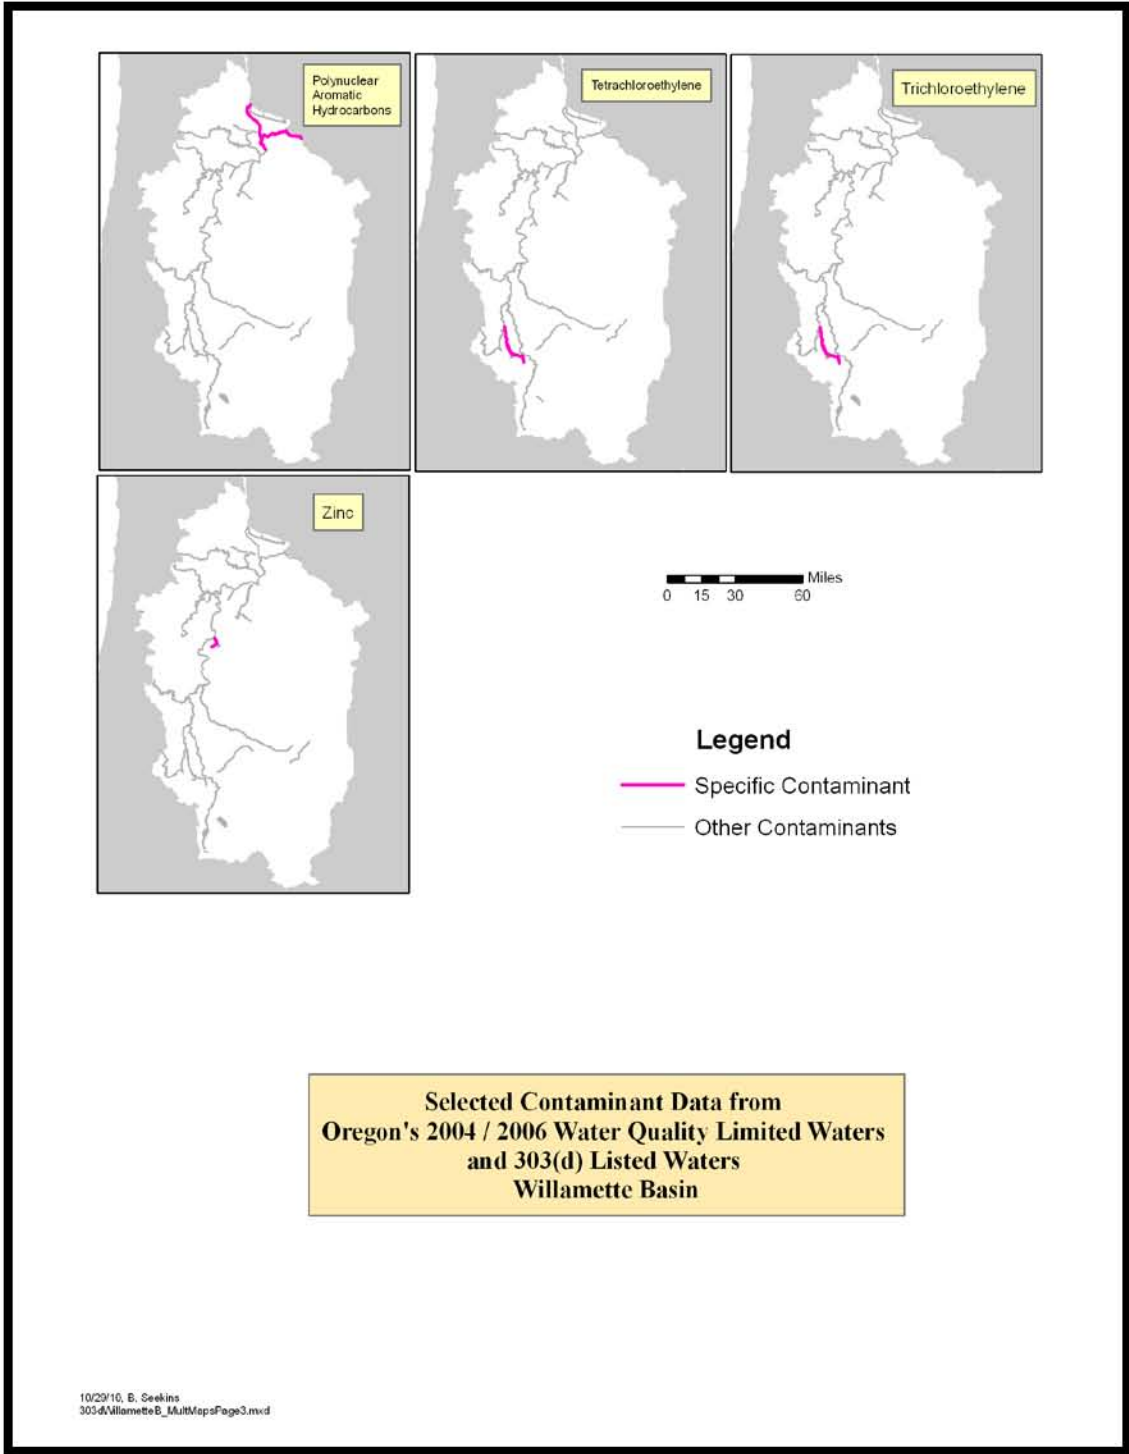 Polynuclear
Aromatic
Hydrocarbons
Tetrachloroethylene
Trichloroethylene
Zinc
Miles
0 15 30 60
Legend
Specific Contaminant
Other Contaminants
Selected Contaminant Data from
Oregon's 2004 / 2006 Water Quality Limited Waters
and 303(d) Listed Waters
Willamette Basin
10/29/10, B. Seekins
303dWillametteB_MultMapsPage3.mxd